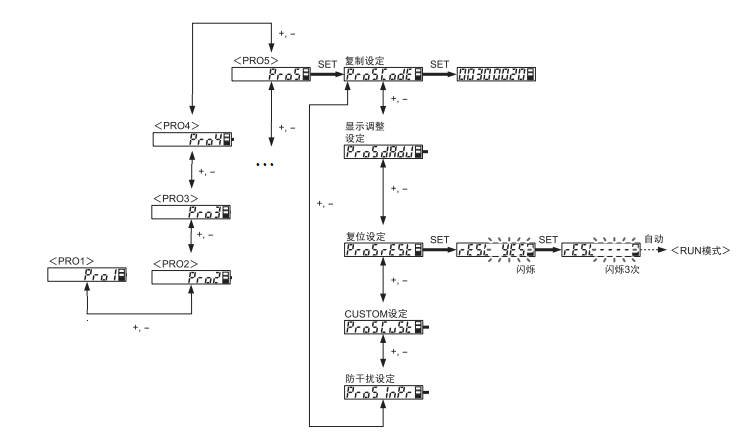 +, –
<PRO5>
Pro5
SET
复制设定
Pro5CodE
SET
00300020
+, –
<PRO4>
Pro4
+, –
显示调整
设定
Pro5dAdJ
+, –
...
<PRO3>
Pro3
+, –
+, –
+, –
<PRO1>
Pro1
<PRO2>
Pro2
+, –
复位设定
Pro5rESt
SET
rESt YES
闪烁
SET
rESt ----
闪烁3次
自动
<RUN模式>
+, –
CUSTOM设定
Pro5CuSt
+, –
防干扰设定
Pro5InPr